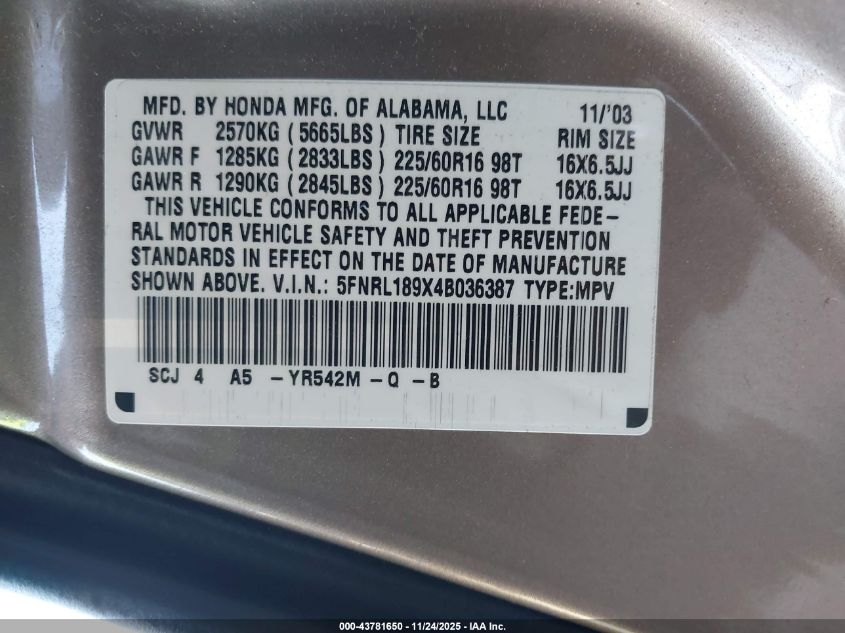 MFD. BY HONDA MFG. OF ALABAMA, LLC 11/'03
GVWR 2570KG ( 5665LBS ) TIRE SIZE RIM SIZE
GAWR F 1285KG ( 2833LBS ) 225/60R16 98T 16X6.5JJ
GAWR R 1290KG ( 2845LBS ) 225/60R16 98T 16X6.5JJ
THIS VEHICLE CONFORMS TO ALL APPLICABLE FEDE-
RAL MOTOR VEHICLE SAFETY AND THEFT PREVENTION
STANDARDS IN EFFECT ON THE DATE OF MANUFACTURE
SHOWN ABOVE. V.I.N.: 5FNRL189X4B036387 TYPE:MPV
SCJ 4 A5 -YR542M -Q -B
000-43781650 - 11/24/2025 - IAA Inc.